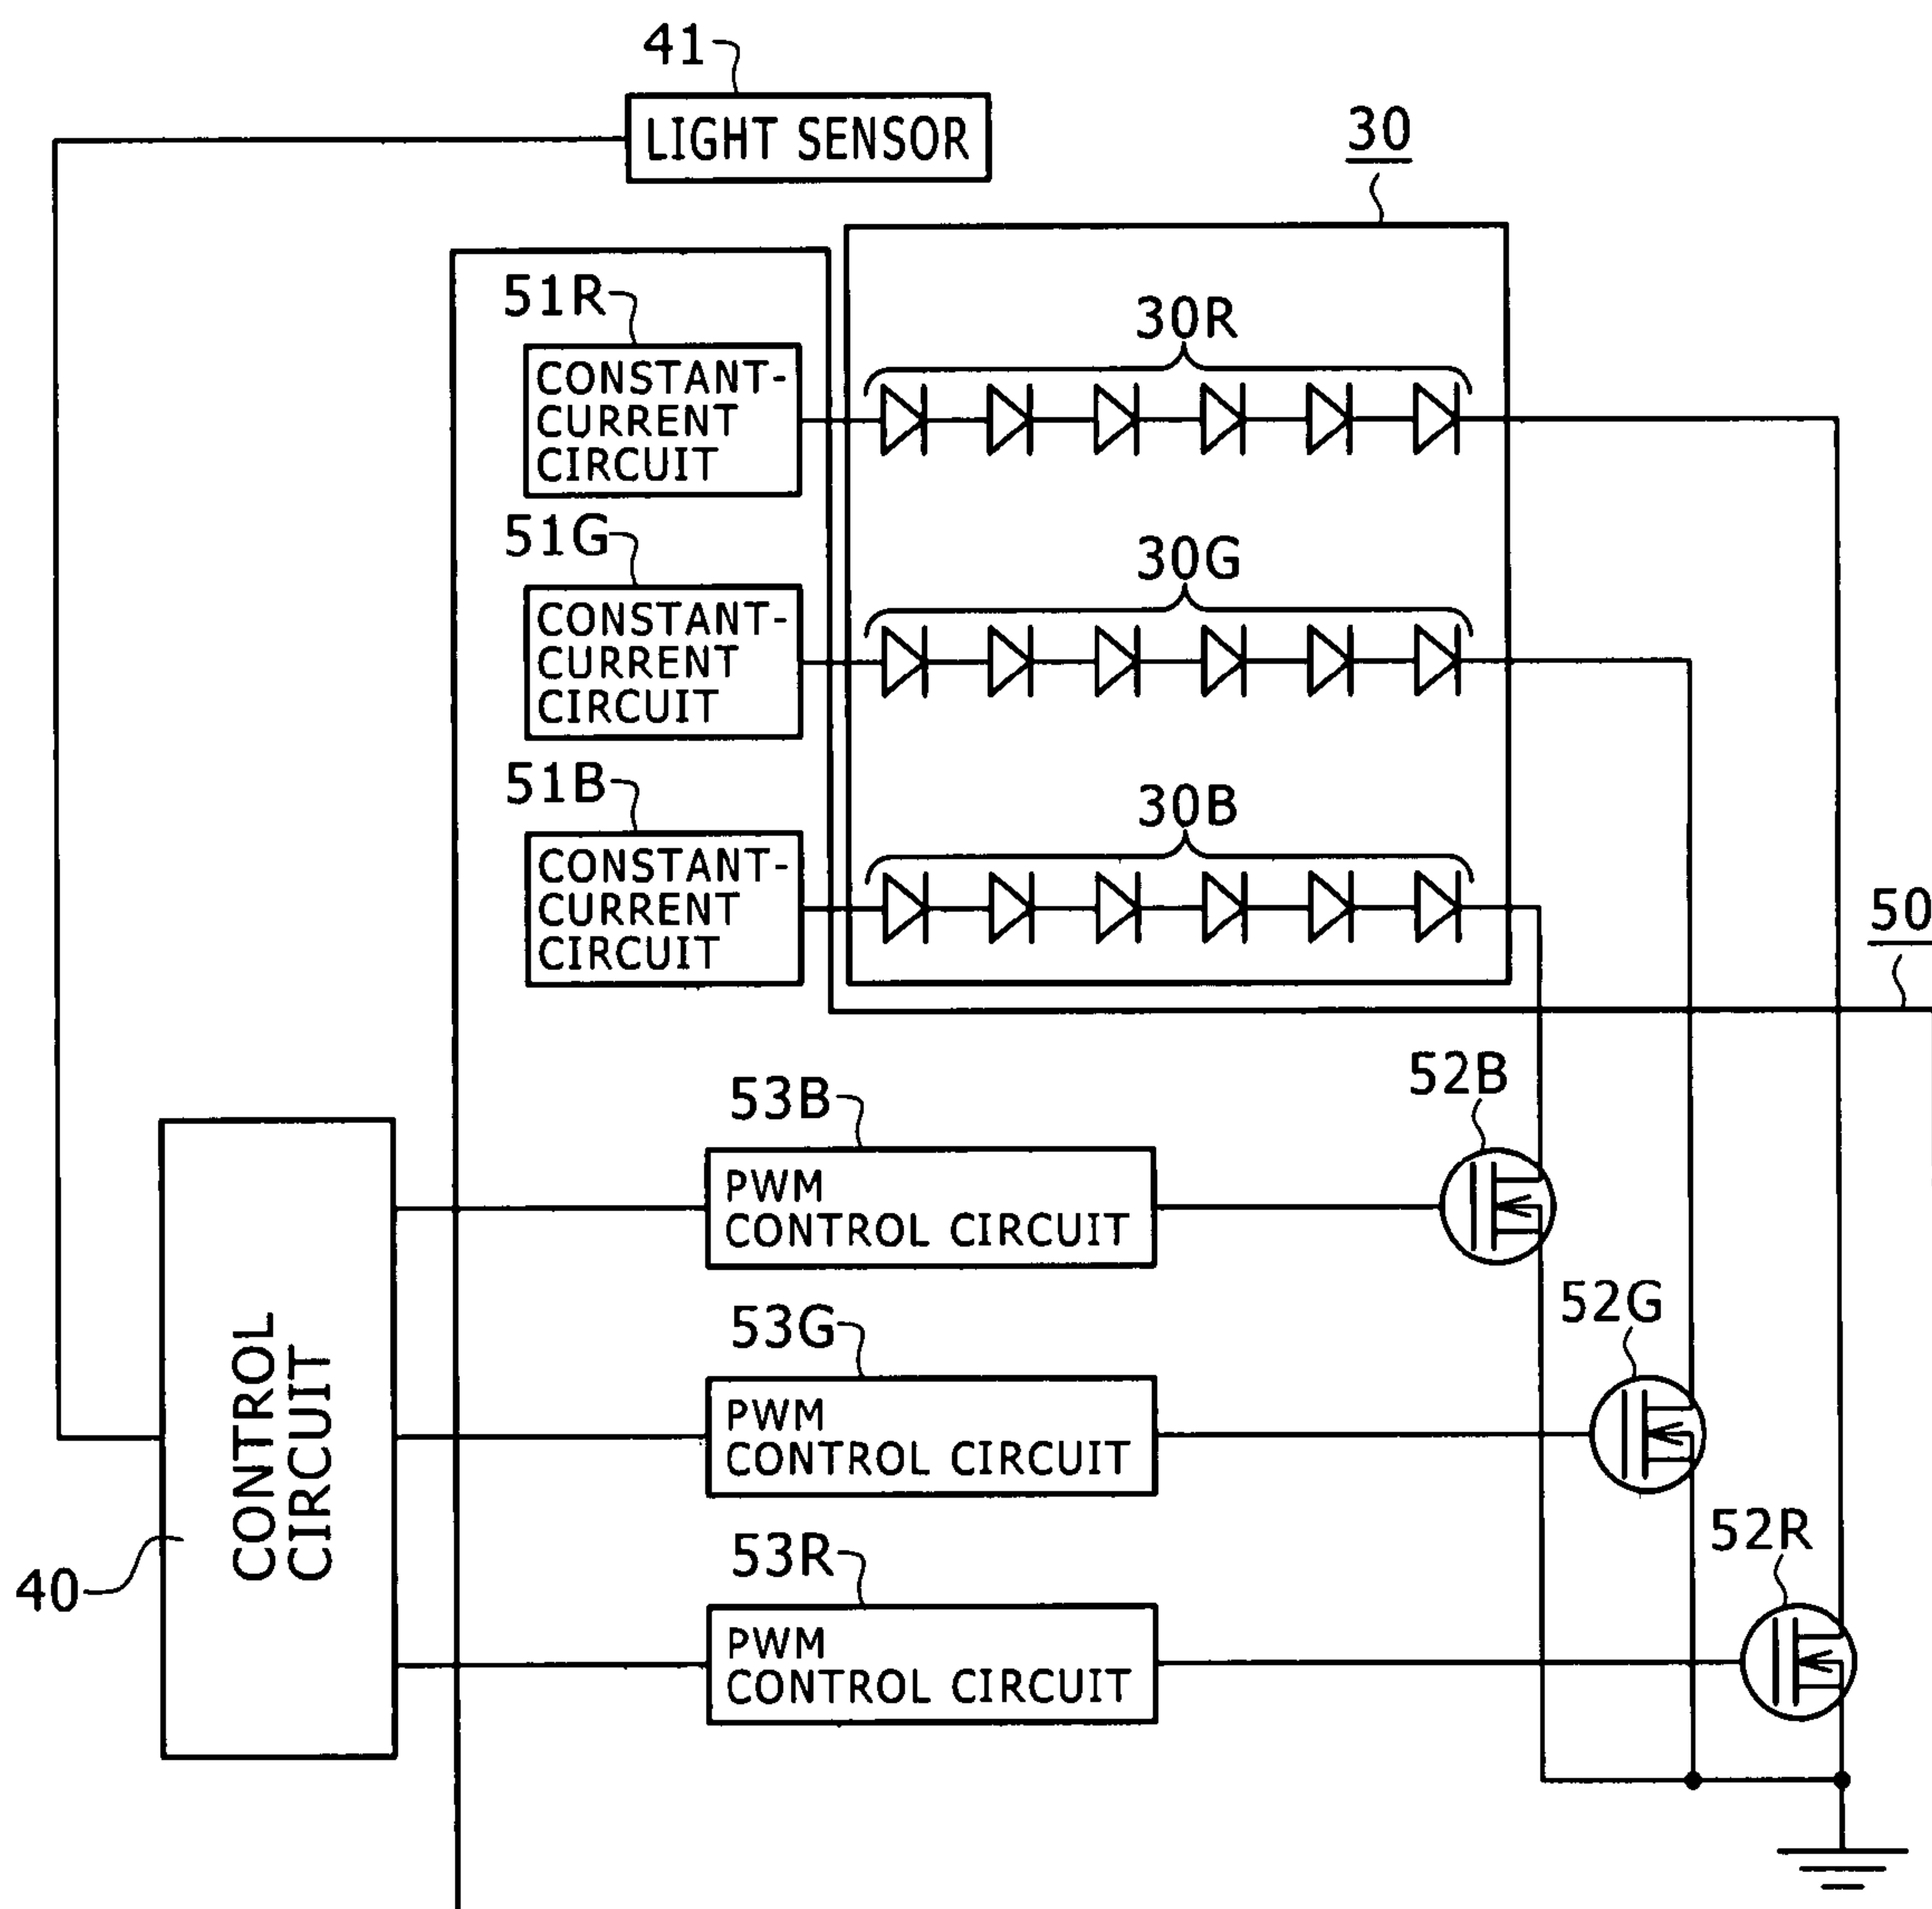 41
LIGHT SENSOR
30
51R
CONSTANT-
CURRENT
CIRCUIT
30R
51G
CONSTANT-
CURRENT
CIRCUIT
30G
51B
CONSTANT-
CURRENT
CIRCUIT
30B
50
52B
53B
PWM
CONTROL CIRCUIT
52G
53G
PWM
CONTROL CIRCUIT
52R
53R
PWM
CONTROL CIRCUIT
CONTROL
CIRCUIT
40